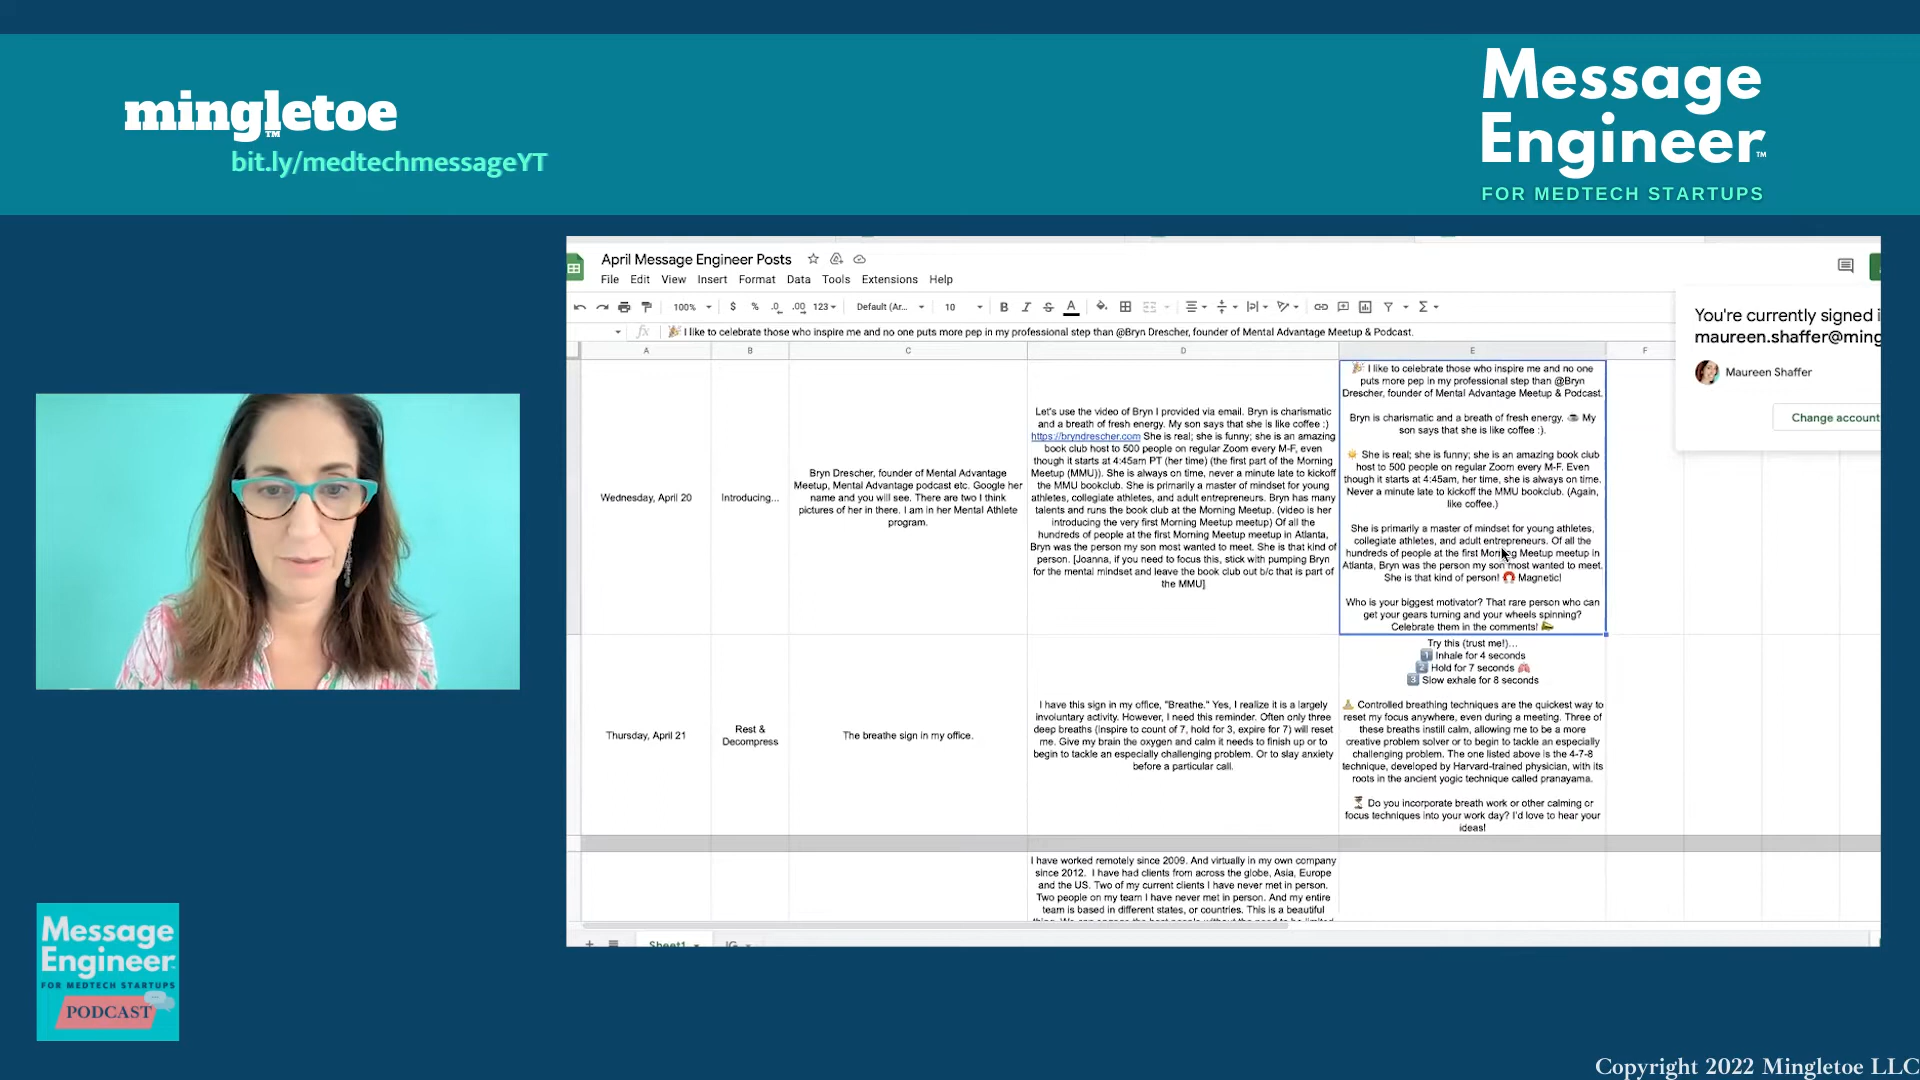 mingletoe
TM
bit.ly/medtechmessageYT
Message
Engineer™
FOR MEDTECH STARTUPS
April Message Engineer Posts
File Edit View Insert Format Data Tools Extensions Help
100% $ % .0 .00 123 Default (Ar... 10 B I S A
fx 🎉 I like to celebrate those who inspire me and no one puts more pep in my professional step than @Bryn Drescher, founder of Mental Advantage Meetup & Podcast.
You're currently signed i
maureen.shaffer@ming
Maureen Shaffer
Change account
A B C D E F
Wednesday, April 20
Introducing...
Bryn Drescher, founder of Mental Advantage
Meetup, Mental Advantage podcast etc. Google her
name and you will see. There are two I think
pictures of her in there. I am in her Mental Athlete
program.
Let's use the video of Bryn I provided via email. Bryn is charismatic
and a breath of fresh energy. My son says that she is like coffee :)
https://bryndrescher.com She is real; she is funny; she is an amazing
book club host to 500 people on regular Zoom every M-F, even
though it starts at 4:45am PT (her time) (the first part of the Morning
Meetup (MMU)). She is always on time, never a minute late to kickoff
the MMU bookclub. She is primarily a master of mindset for young
athletes, collegiate athletes, and adult entrepreneurs. Bryn has many
talents and runs the book club at the Morning Meetup. (video is her
introducing the very first Morning Meetup meetup) Of all the
hundreds of people at the first Morning Meetup meetup in Atlanta,
Bryn was the person my son most wanted to meet. She is that kind of
person. [Joanna, if you need to focus this, stick with pumping Bryn
for the mental mindset and leave the book club out b/c that is part of
the MMU]
🎉 I like to celebrate those who inspire me and no one
puts more pep in my professional step than @Bryn
Drescher, founder of Mental Advantage Meetup & Podcast.
Bryn is charismatic and a breath of fresh energy. ☕ My
son says that she is like coffee :).
☀️ She is real; she is funny; she is an amazing book club
host to 500 people on regular Zoom every M-F. Even
though it starts at 4:45am, her time, she is always on time.
Never a minute late to kickoff the MMU bookclub. (Again,
like coffee.)
She is primarily a master of mindset for young athletes,
collegiate athletes, and adult entrepreneurs. Of all the
hundreds of people at the first Morning Meetup meetup in
Atlanta, Bryn was the person my son most wanted to meet.
She is that kind of person! 🧲 Magnetic!
Who is your biggest motivator? That rare person who can
get your gears turning and your wheels spinning?
Celebrate them in the comments! 📣
Thursday, April 21
Rest &
Decompress
The breathe sign in my office.
I have this sign in my office, "Breathe." Yes, I realize it is a largely
involuntary activity. However, I need this reminder. Often only three
deep breaths (inspire to count of 7, hold for 3, expire for 7) will reset
me. Give my brain the oxygen and calm it needs to finish up or to
begin to tackle an especially challenging problem. Or to slay anxiety
before a particular call.
Try this (trust me!)...
1️⃣ Inhale for 4 seconds
2️⃣ Hold for 7 seconds 🫁
3️⃣ Slow exhale for 8 seconds
🧘 Controlled breathing techniques are the quickest way to
reset my focus anywhere, even during a meeting. Three of
these breaths instill calm, allowing me to be a more
creative problem solver or to begin to tackle an especially
challenging problem. The one listed above is the 4-7-8
technique, developed by Harvard-trained physician, with its
roots in the ancient yogic technique called pranayama.
⏳ Do you incorporate breath work or other calming or
focus techniques into your work day? I'd love to hear your
ideas!
I have worked remotely since 2009. And virtually in my own company
since 2012. I have had clients from across the globe, Asia, Europe
and the US. Two of my current clients I have never met in person.
Two people on my team I have never met in person. And my entire
team is based in different states, or countries. This is a beautiful
Sheet1 IG
Message
Engineer
FOR MEDTECH STARTUPS
PODCAST
Copyright 2022 Mingletoe LLC